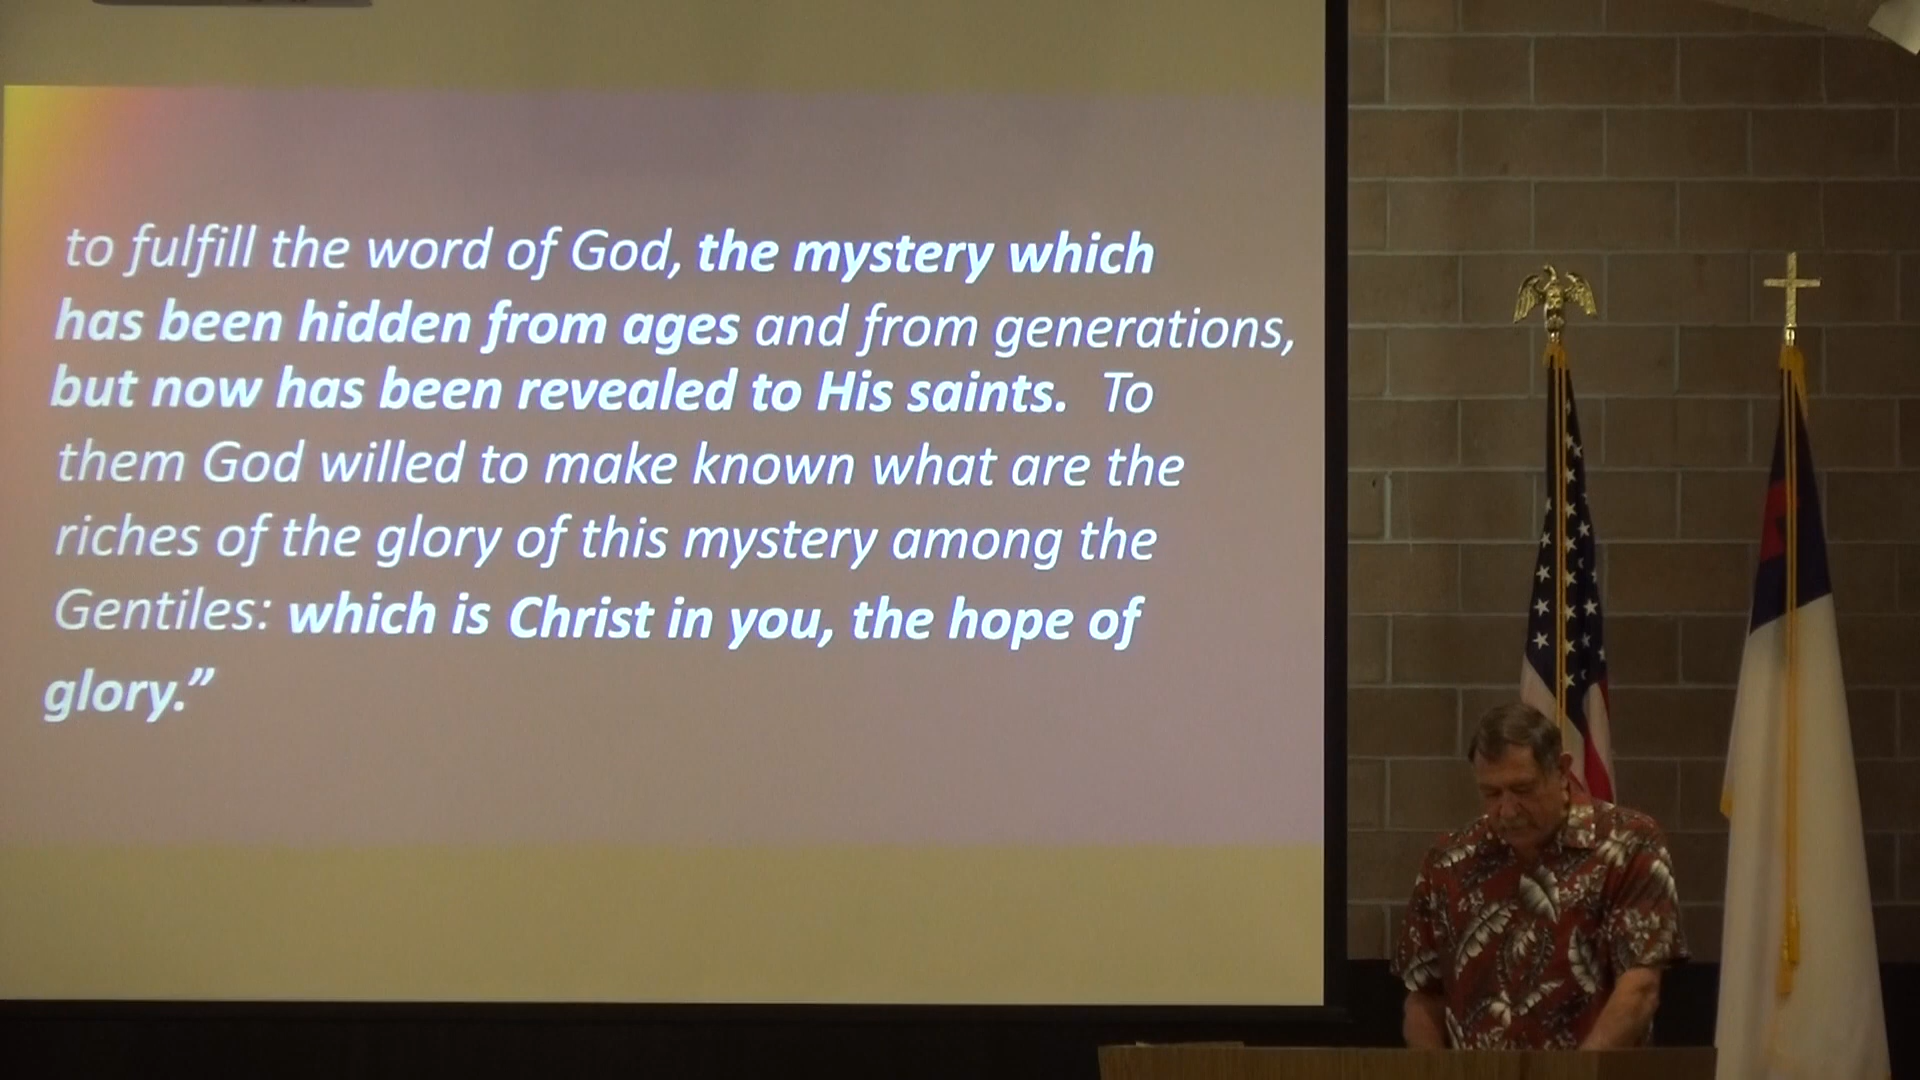 to fulfill the word of God, the mystery which
has been hidden from ages and from generations,
but now has been revealed to His saints. To
them God willed to make known what are the
riches of the glory of this mystery among the
Gentiles: which is Christ in you, the hope of
glory.”